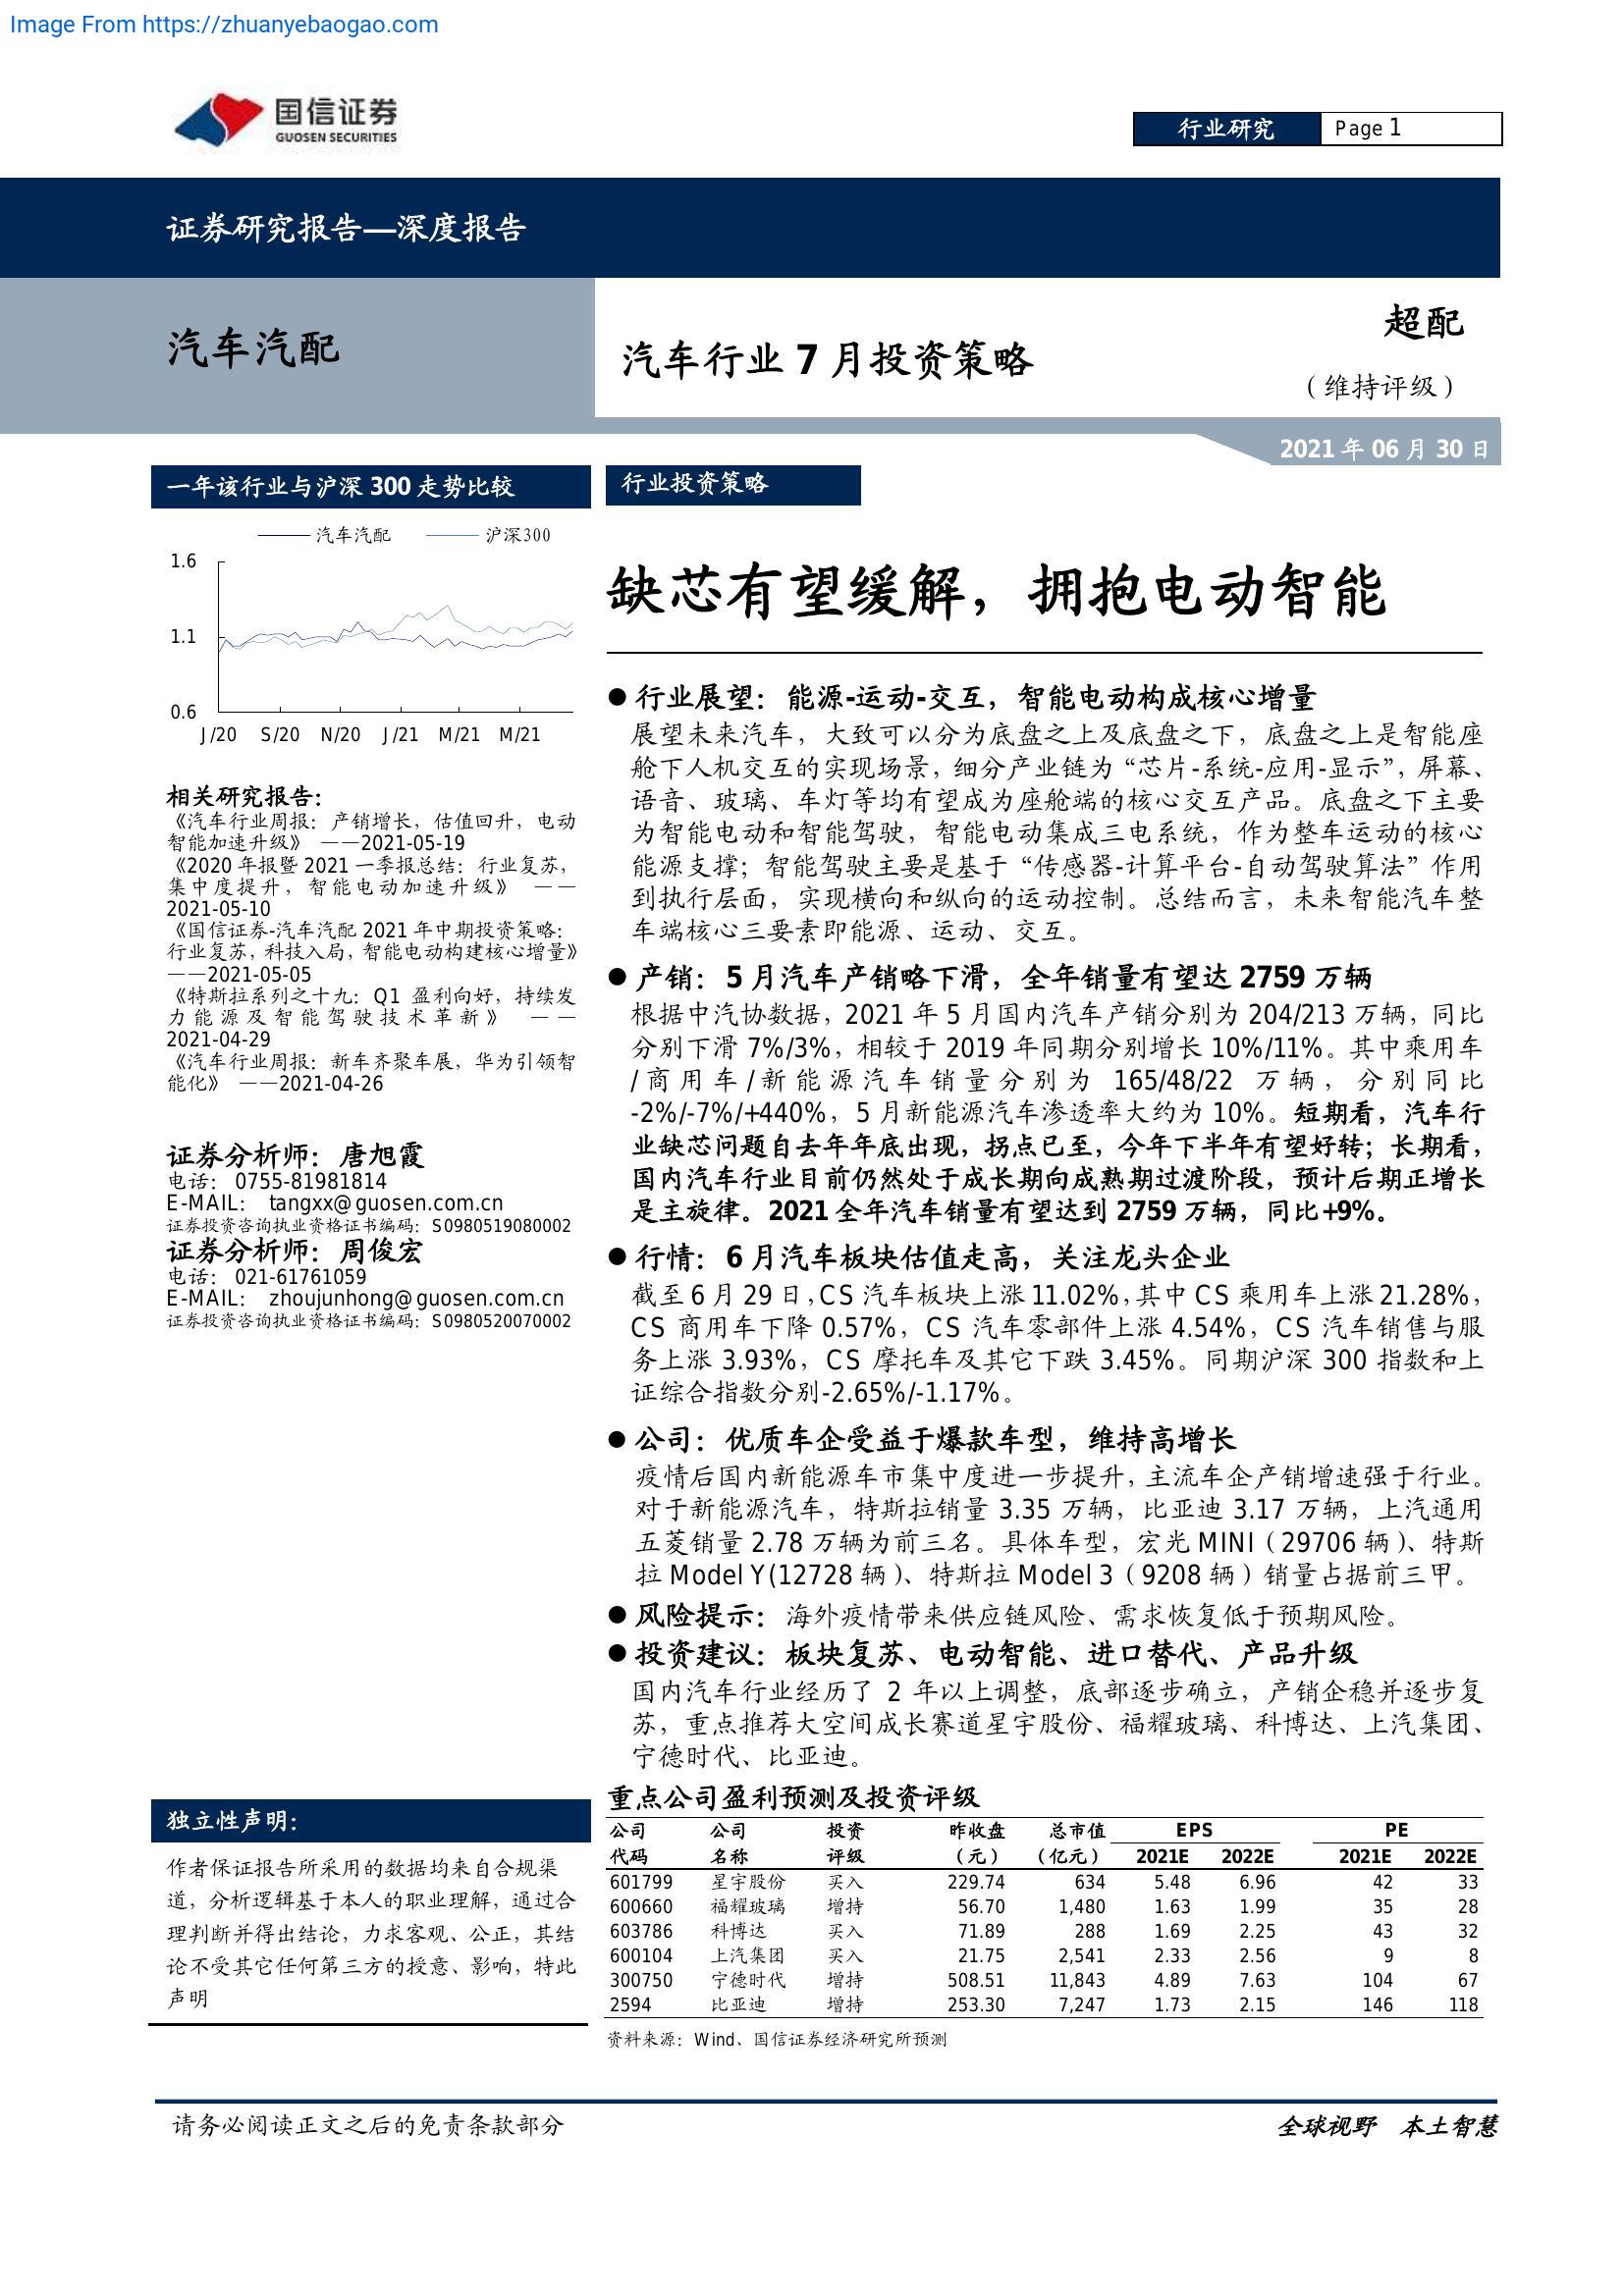 Image From https://zhuanyebaogao.com
国信证券
GUOSEN SECURITIES
行业研究
Page 1
证券研究报告—深度报告
汽车汽配
汽车行业 7 月投资策略
超配
（维持评级）
2021 年 06 月 30 日
一年该行业与沪深 300 走势比较
汽车汽配
沪深300
1.6
1.1
0.6
J/20 S/20 N/20 J/21 M/21 M/21
相关研究报告：
《汽车行业周报：产销增长，估值回升，电动
智能加速升级》 ——2021-05-19
《2020 年报暨 2021 一季报总结：行业复苏，
集中度提升，智能电动加速升级》 ——
2021-05-10
《国信证券-汽车汽配 2021 年中期投资策略：
行业复苏，科技入局，智能电动构建核心增量》
——2021-05-05
《特斯拉系列之十九：Q1 盈利向好，持续发
力能源及智能驾驶技术革新》 ——
2021-04-29
《汽车行业周报：新车齐聚车展，华为引领智
能化》 ——2021-04-26
证券分析师：唐旭霞
电话： 0755-81981814
E-MAIL： tangxx@guosen.com.cn
证券投资咨询执业资格证书编码：S0980519080002
证券分析师：周俊宏
电话： 021-61761059
E-MAIL： zhoujunhong@guosen.com.cn
证券投资咨询执业资格证书编码：S0980520070002
独立性声明：
作者保证报告所采用的数据均来自合规渠
道，分析逻辑基于本人的职业理解，通过合
理判断并得出结论，力求客观、公正，其结
论不受其它任何第三方的授意、影响，特此
声明
行业投资策略
缺芯有望缓解，拥抱电动智能
● 行业展望：能源-运动-交互，智能电动构成核心增量
展望未来汽车，大致可以分为底盘之上及底盘之下，底盘之上是智能座
舱下人机交互的实现场景，细分产业链为“芯片-系统-应用-显示”，屏幕、
语音、玻璃、车灯等均有望成为座舱端的核心交互产品。底盘之下主要
为智能电动和智能驾驶，智能电动集成三电系统，作为整车运动的核心
能源支撑；智能驾驶主要是基于“传感器-计算平台-自动驾驶算法”作用
到执行层面，实现横向和纵向的运动控制。总结而言，未来智能汽车整
车端核心三要素即能源、运动、交互。
● 产销：5 月汽车产销略下滑，全年销量有望达 2759 万辆
根据中汽协数据，2021 年 5 月国内汽车产销分别为 204/213 万辆，同比
分别下滑 7%/3%，相较于 2019 年同期分别增长 10%/11%。其中乘用车
/商用车/新能源汽车销量分别为 165/48/22 万辆，分别同比
-2%/-7%/+440%，5 月新能源汽车渗透率大约为 10%。短期看，汽车行
业缺芯问题自去年年底出现，拐点已至，今年下半年有望好转；长期看，
国内汽车行业目前仍然处于成长期向成熟期过渡阶段，预计后期正增长
是主旋律。2021 全年汽车销量有望达到 2759 万辆，同比+9%。
● 行情：6 月汽车板块估值走高，关注龙头企业
截至 6 月 29 日，CS 汽车板块上涨 11.02%，其中 CS 乘用车上涨 21.28%，
CS 商用车下降 0.57%，CS 汽车零部件上涨 4.54%，CS 汽车销售与服
务上涨 3.93%，CS 摩托车及其它下跌 3.45%。同期沪深 300 指数和上
证综合指数分别-2.65%/-1.17%。
● 公司：优质车企受益于爆款车型，维持高增长
疫情后国内新能源车市集中度进一步提升，主流车企产销增速强于行业。
对于新能源汽车，特斯拉销量 3.35 万辆，比亚迪 3.17 万辆，上汽通用
五菱销量 2.78 万辆为前三名。具体车型，宏光 MINI（29706 辆）、特斯
拉 Model Y(12728 辆）、特斯拉 Model 3（9208 辆）销量占据前三甲。
● 风险提示：海外疫情带来供应链风险、需求恢复低于预期风险。
● 投资建议：板块复苏、电动智能、进口替代、产品升级
国内汽车行业经历了 2 年以上调整，底部逐步确立，产销企稳并逐步复
苏，重点推荐大空间成长赛道星宇股份、福耀玻璃、科博达、上汽集团、
宁德时代、比亚迪。
重点公司盈利预测及投资评级
公司 公司 投资 昨收盘 总市值 EPS PE
代码 名称 评级 （元） （亿元） 2021E 2022E 2021E 2022E
601799 星宇股份 买入 229.74 634 5.48 6.96 42 33
600660 福耀玻璃 增持 56.70 1,480 1.63 1.99 35 28
603786 科博达 买入 71.89 288 1.69 2.25 43 32
600104 上汽集团 买入 21.75 2,541 2.33 2.56 9 8
300750 宁德时代 增持 508.51 11,843 4.89 7.63 104 67
2594 比亚迪 增持 253.30 7,247 1.73 2.15 146 118
资料来源：Wind、国信证券经济研究所预测
请务必阅读正文之后的免责条款部分
全球视野 本土智慧